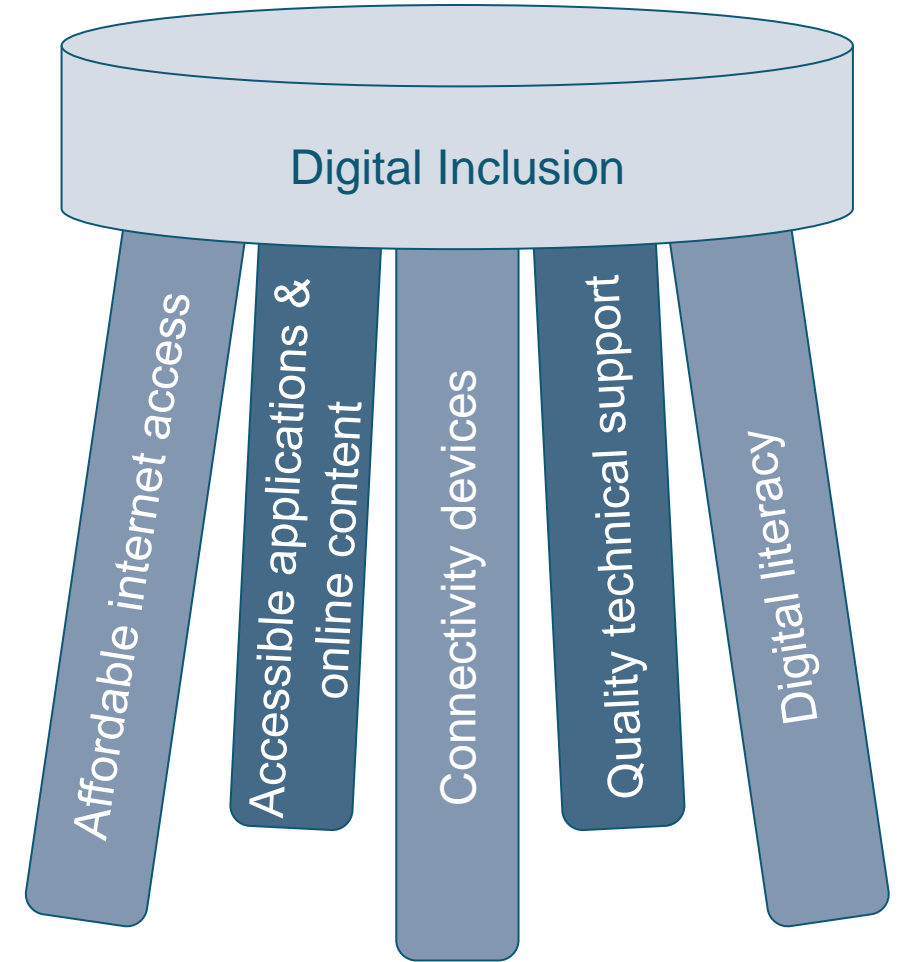 Digital Inclusion
Affordable internet access
Accessible applications &
online content
Connectivity devices
Quality technical support
Digital literacy